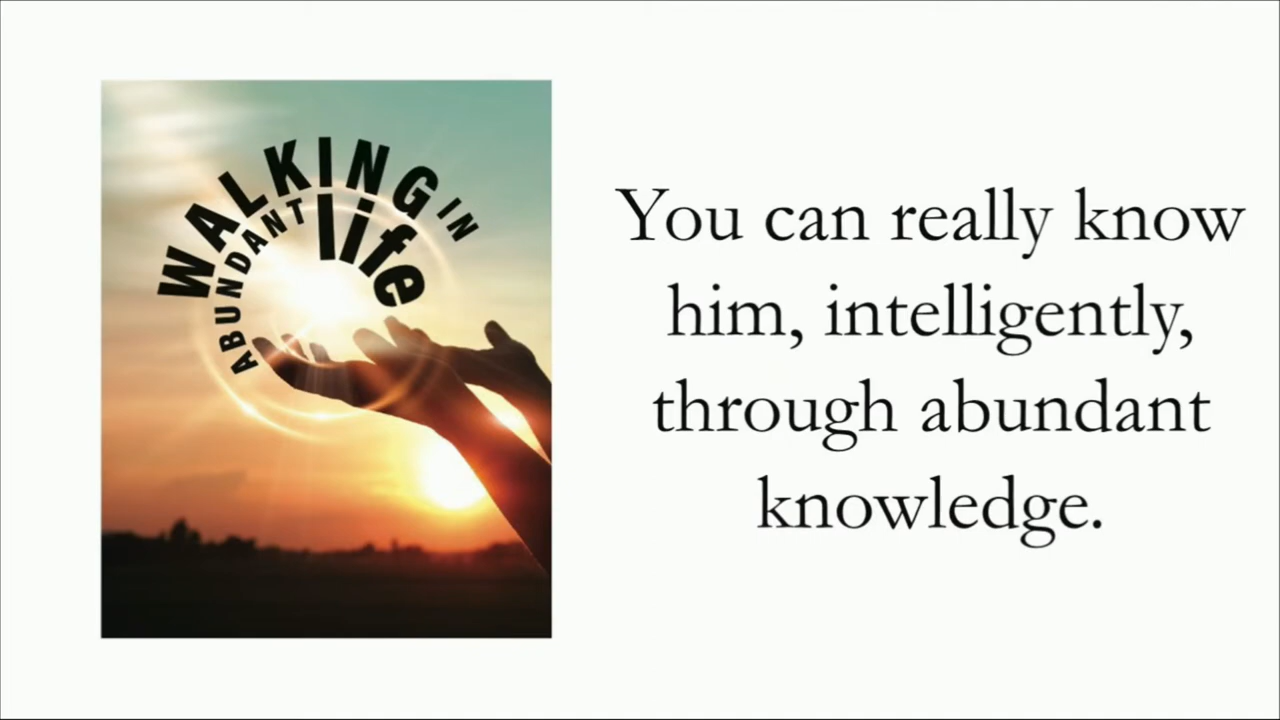 WALKING IN
ABUNDANT life
You can really know
him, intelligently,
through abundant
knowledge.